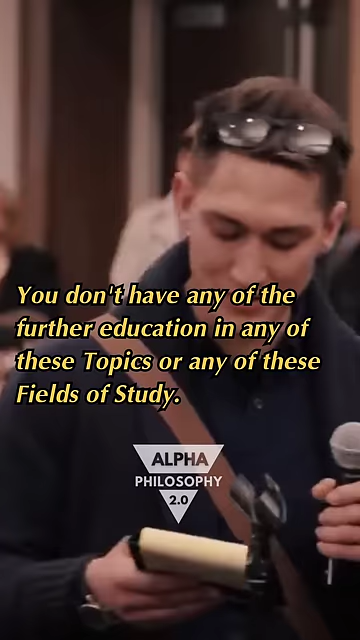 You don't have any of the
further education in any of
these Topics or any of these
Fields of Study.
ALPHA
PHILOSOPHY
2.0